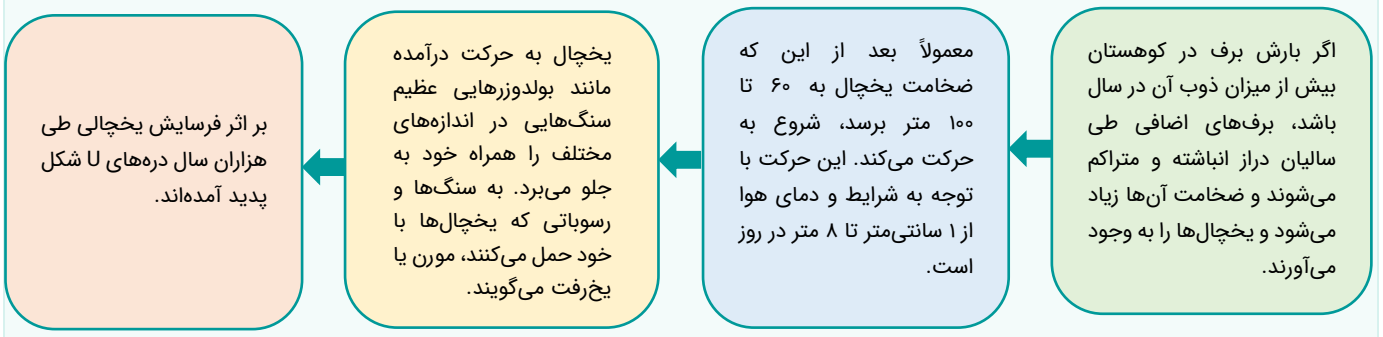 اگر بارش برف در کوهستان
بیش از میزان ذوب آن در سال
باشد، برف‌های اضافی طی
سالیان دراز انباشته و متراکم
می‌شوند و ضخامت آن‌ها زیاد
می‌شود و یخچال‌ها را به وجود
می‌آورند.
معمولاً بعد از این که
ضخامت یخچال به ۶۰ تا
۱۰۰ متر برسد، شروع به
حرکت می‌کند. این حرکت با
توجه به شرایط و دمای هوا
از ۱ سانتی‌متر تا ۸ متر در روز
است.
یخچال به حرکت درآمده
مانند بولدوزرهایی عظیم
سنگ‌هایی در اندازه‌های
مختلف را همراه خود به
جلو می‌برد. به سنگ‌ها و
رسوباتی که یخچال‌ها با
خود حمل می‌کنند، مورن یا
یخ‌رفت می‌گویند.
بر اثر فرسایش یخچالی طی
هزاران سال دره‌های U شکل
پدید آمده‌اند.